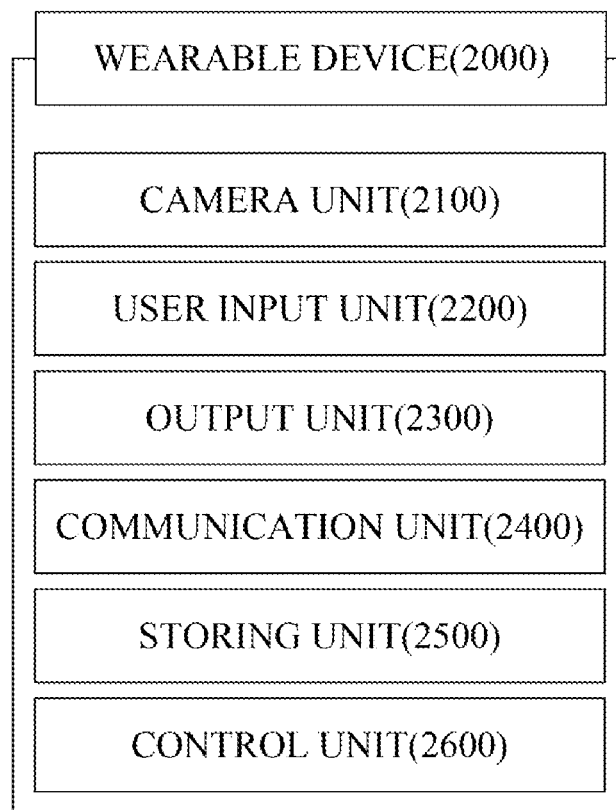 WEARABLE DEVICE(2000)
CAMERA UNIT(2100)
USER INPUT UNIT(2200)
OUTPUT UNIT(2300)
COMMUNICATION UNIT(2400)
STORING UNIT(2500)
CONTROL UNIT(2600)